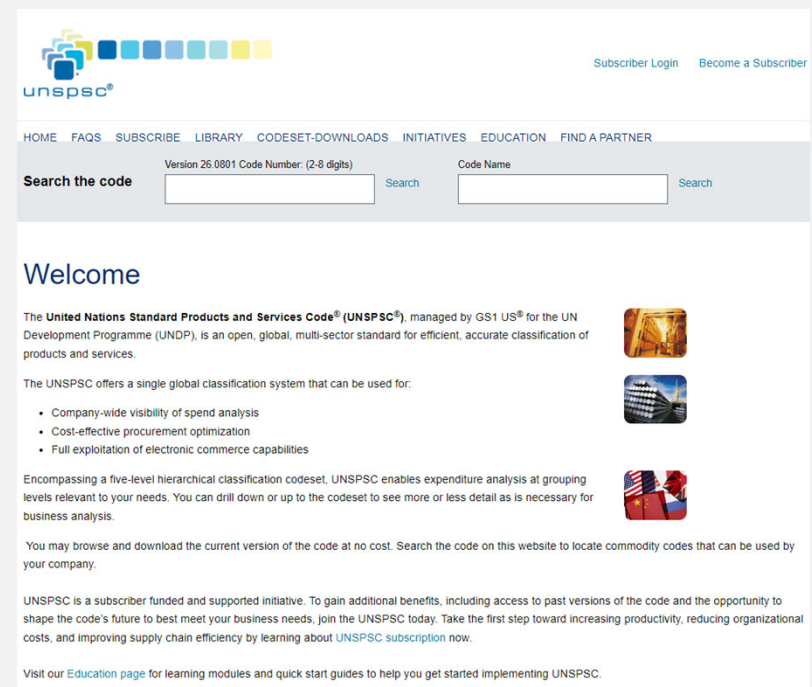 unspsc®
Subscriber Login Become a Subscriber
HOME FAQS SUBSCRIBE LIBRARY CODESET-DOWNLOADS INITIATIVES EDUCATION FIND A PARTNER
Search the code
Version 26.0801 Code Number: (2-8 digits)
Search
Code Name
Search
Welcome
The United Nations Standard Products and Services Code® (UNSPSC®), managed by GS1 US® for the UN
Development Programme (UNDP), is an open, global, multi-sector standard for efficient, accurate classification of
products and services.
The UNSPSC offers a single global classification system that can be used for:
• Company-wide visibility of spend analysis
• Cost-effective procurement optimization
• Full exploitation of electronic commerce capabilities
Encompassing a five-level hierarchical classification codeset, UNSPSC enables expenditure analysis at grouping
levels relevant to your needs. You can drill down or up to the codeset to see more or less detail as is necessary for
business analysis.
You may browse and download the current version of the code at no cost. Search the code on this website to locate commodity codes that can be used by
your company.
UNSPSC is a subscriber funded and supported initiative. To gain additional benefits, including access to past versions of the code and the opportunity to
shape the code's future to best meet your business needs, join the UNSPSC today. Take the first step toward increasing productivity, reducing organizational
costs, and improving supply chain efficiency by learning about UNSPSC subscription now.
Visit our Education page for learning modules and quick start guides to help you get started implementing UNSPSC.